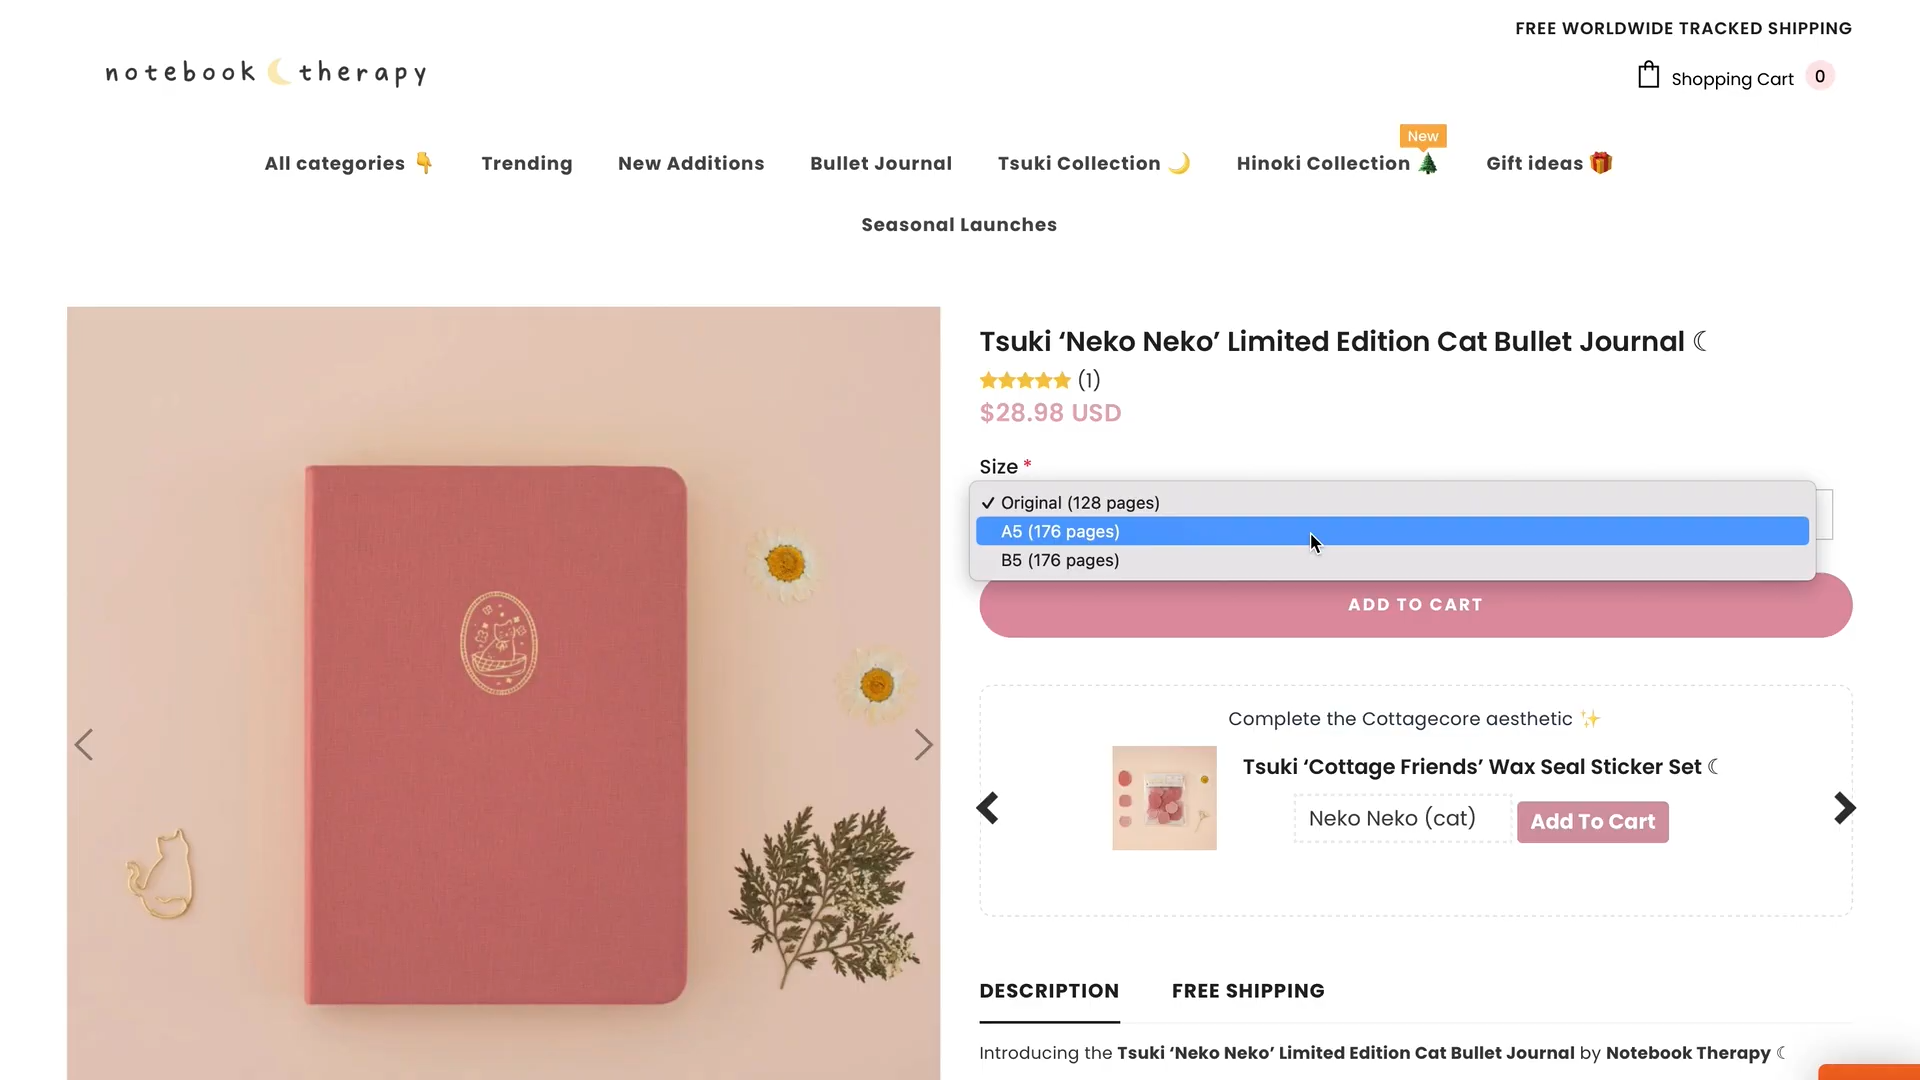 FREE WORLDWIDE TRACKED SHIPPING
notebook therapy
Shopping Cart 0
New
All categories 👇 Trending New Additions Bullet Journal Tsuki Collection 🌙 Hinoki Collection 🌲 Gift ideas 🎁
Seasonal Launches
Tsuki ‘Neko Neko’ Limited Edition Cat Bullet Journal ☾
(1)
$28.98 USD
Size *
✓ Original (128 pages)
A5 (176 pages)
B5 (176 pages)
ADD TO CART
Complete the Cottagecore aesthetic ✨
Tsuki ‘Cottage Friends’ Wax Seal Sticker Set ☾
Neko Neko (cat) Add To Cart
DESCRIPTION FREE SHIPPING
Introducing the Tsuki ‘Neko Neko’ Limited Edition Cat Bullet Journal by Notebook Therapy ☾